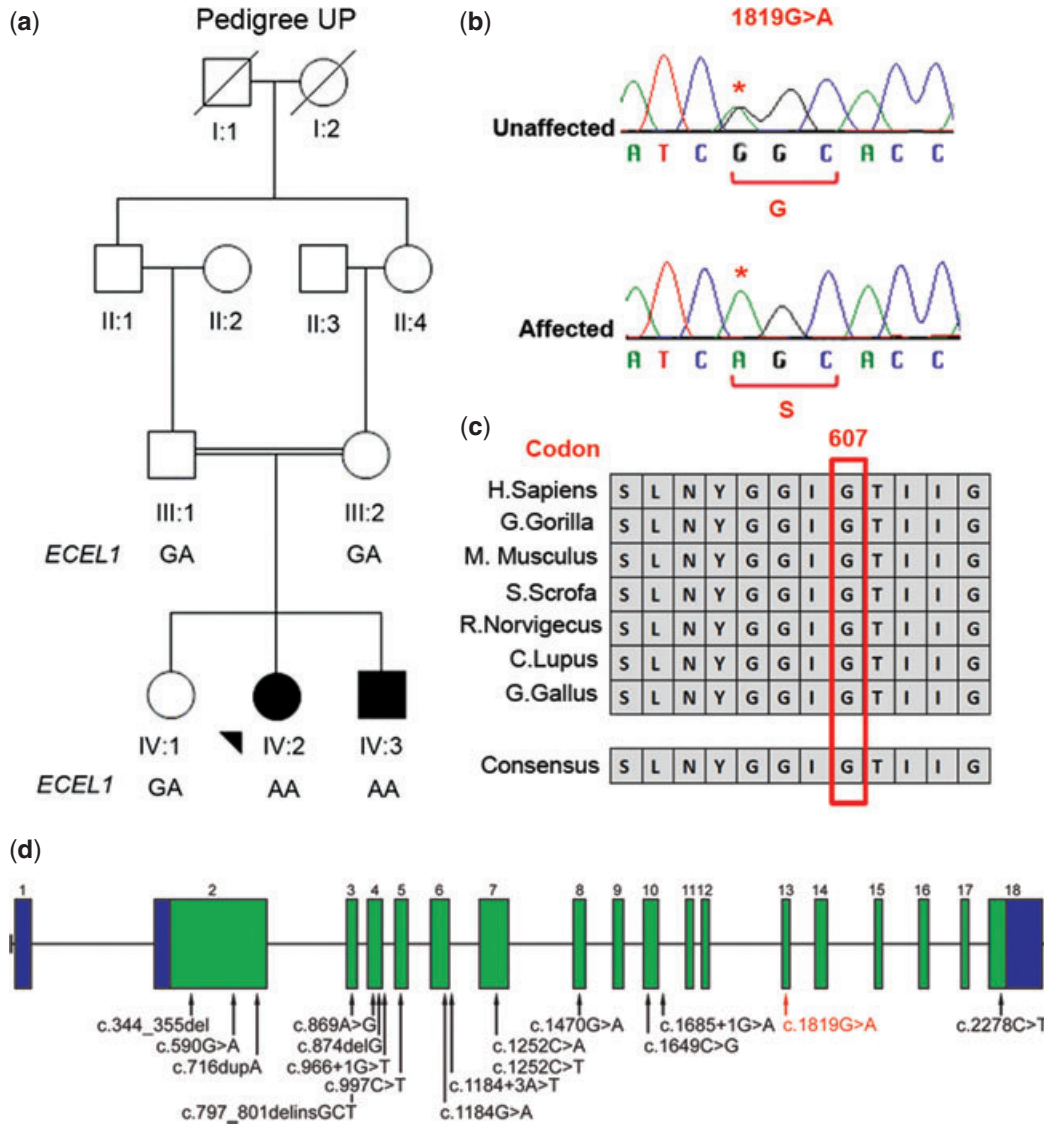 (a)
Pedigree UP
I:1 I:2
II:1 II:2 II:3 II:4
III:1 III:2
ECEL1 GA GA
IV:1 IV:2 IV:3
ECEL1 GA AA AA
(b)
1819G>A
*
Unaffected
A T C G G C A C C
G
*
Affected
A T C A G C A C C
S
(c)
Codon 607
H.Sapiens S L N Y G G I G T I I G
G.Gorilla S L N Y G G I G T I I G
M. Musculus S L N Y G G I G T I I G
S.Scrofa S L N Y G G I G T I I G
R.Norvigecus S L N Y G G I G T I I G
C.Lupus S L N Y G G I G T I I G
G.Gallus S L N Y G G I G T I I G
Consensus S L N Y G G I G T I I G
(d)
1 2 3 4 5 6 7 8 9 10 11 12 13 14 15 16 17 18
c.344_355del
c.590G>A
c.716dupA
c.797_801delinsGCT
c.869A>G
c.874delG
c.966+1G>T
c.997C>T
c.1184G>A
c.1184+3A>T
c.1252C>A
c.1252C>T
c.1470G>A
c.1649C>G
c.1685+1G>A
c.1819G>A
c.2278C>T